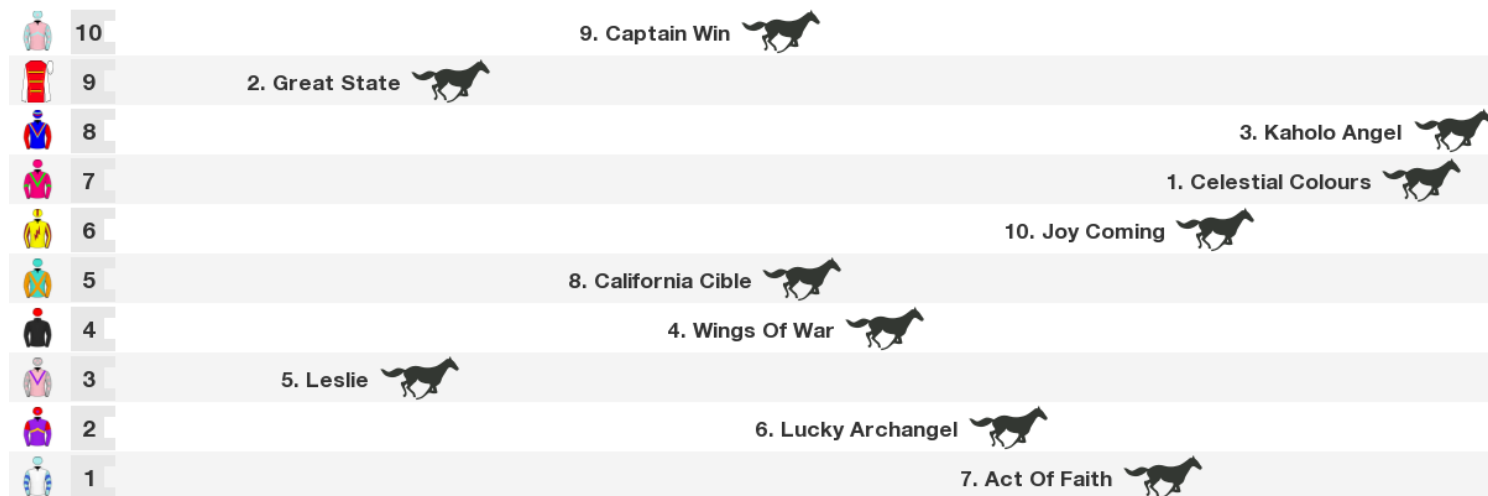 10 9. Captain Win
9 2. Great State
8 3. Kaholo Angel
7 1. Celestial Colours
6 10. Joy Coming
5 8. California Cible
4 4. Wings Of War
3 5. Leslie
2 6. Lucky Archangel
1 7. Act Of Faith